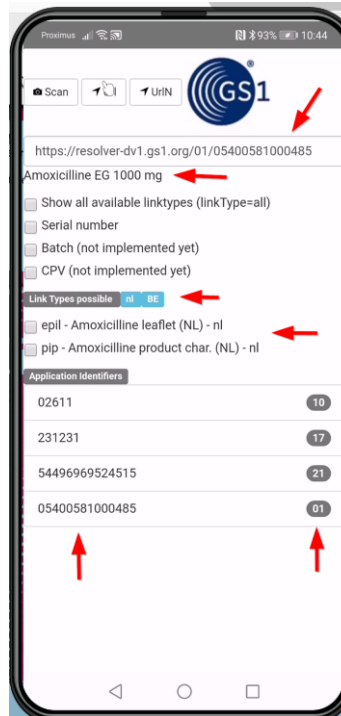 Proximus 93% 10:44
Scan I UrlN GS1
https://resolver-dv1.gs1.org/01/05400581000485
Amoxicilline EG 1000 mg
Show all available linktypes (linkType=all)
Serial number
Batch (not implemented yet)
CPV (not implemented yet)
Link Types possible nl BE
epil - Amoxicilline leaflet (NL) - nl
pip - Amoxicilline product char. (NL) - nl
Application Identifiers
02611 10
231231 17
54496969524515 21
05400581000485 01